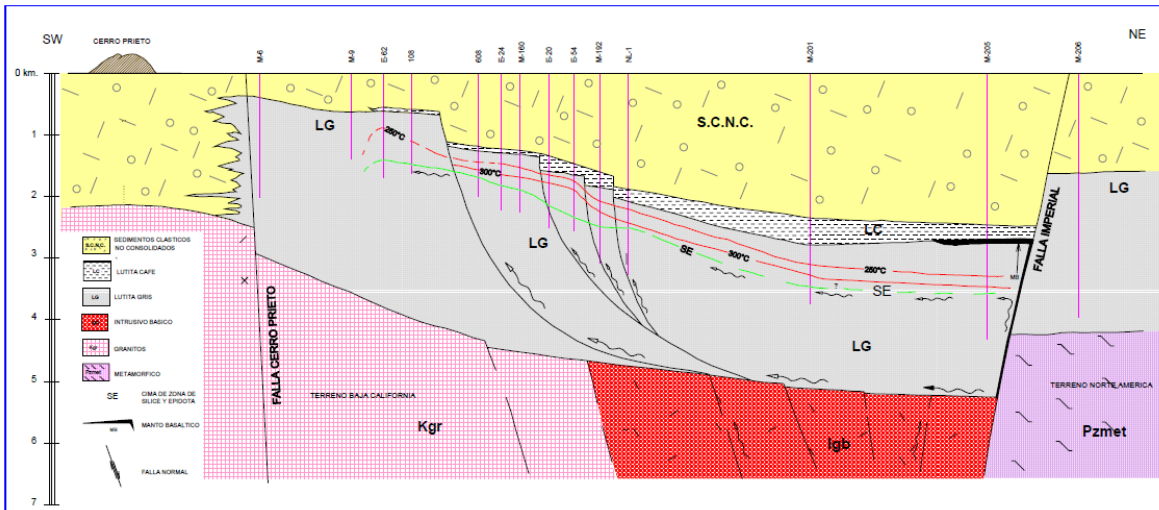 SW
CERRO PRIETO
NE
M-6
M-9
E-62
108
608
E-24
M-160
E-20
E-54
M-192
NL-1
M-201
M-205
M-206
0 km.
1
2
3
4
5
6
7
S.C.N.C.
LG
LG
250°C
300°C
LG
LC
SE
300°C
250°C
SE
?
MB
LG
FALLA IMPERIAL
FALLA CERRO PRIETO
TERRENO BAJA CALIFORNIA
Kgr
Igb
TERRENO NORTE AMERICA
Pzmet
S.C.N.C.
SEDIMENTOS CLASTICOS
NO CONSOLIDADOS
LC
LUTITA CAFE
LG
LUTITA GRIS
INTRUSIVO BASICO
Kgr
GRANITOS
Pzmet
METAMORFICO
SE
CIMA DE ZONA DE
SILICE Y EPIDOTA
MB
MANTO BASALTICO
FALLA NORMAL